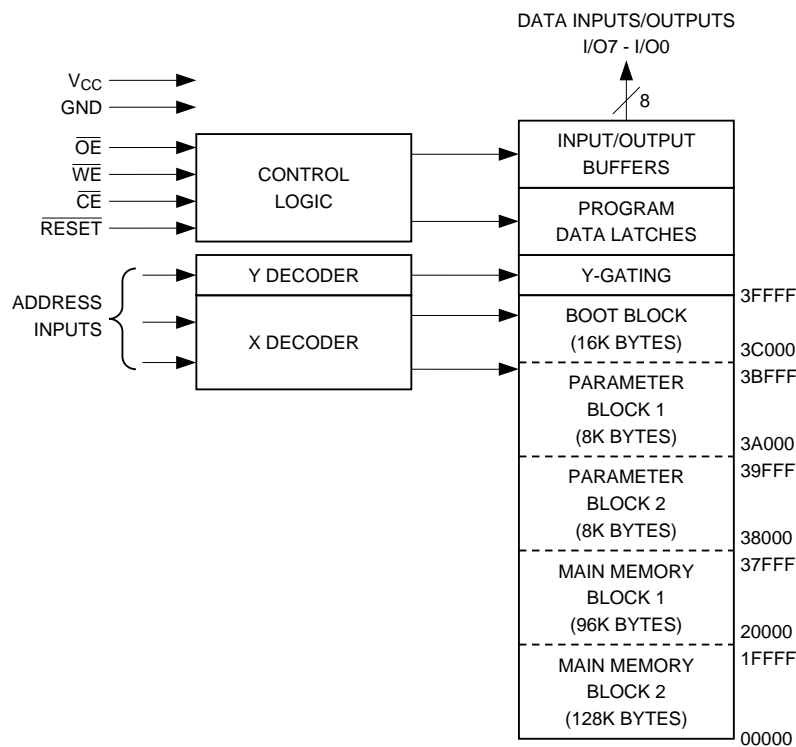 DATA INPUTS/OUTPUTS
I/O7 - I/O0
8
VCC
GND
OE
WE
CE
RESET
CONTROL
LOGIC
INPUT/OUTPUT
BUFFERS
PROGRAM
DATA LATCHES
ADDRESS
INPUTS
Y DECODER
X DECODER
Y-GATING
3FFFF
BOOT BLOCK
(16K BYTES)
3C000
3BFFF
PARAMETER
BLOCK 1
(8K BYTES)
3A000
39FFF
PARAMETER
BLOCK 2
(8K BYTES)
38000
37FFF
MAIN MEMORY
BLOCK 1
(96K BYTES)
20000
1FFFF
MAIN MEMORY
BLOCK 2
(128K BYTES)
00000